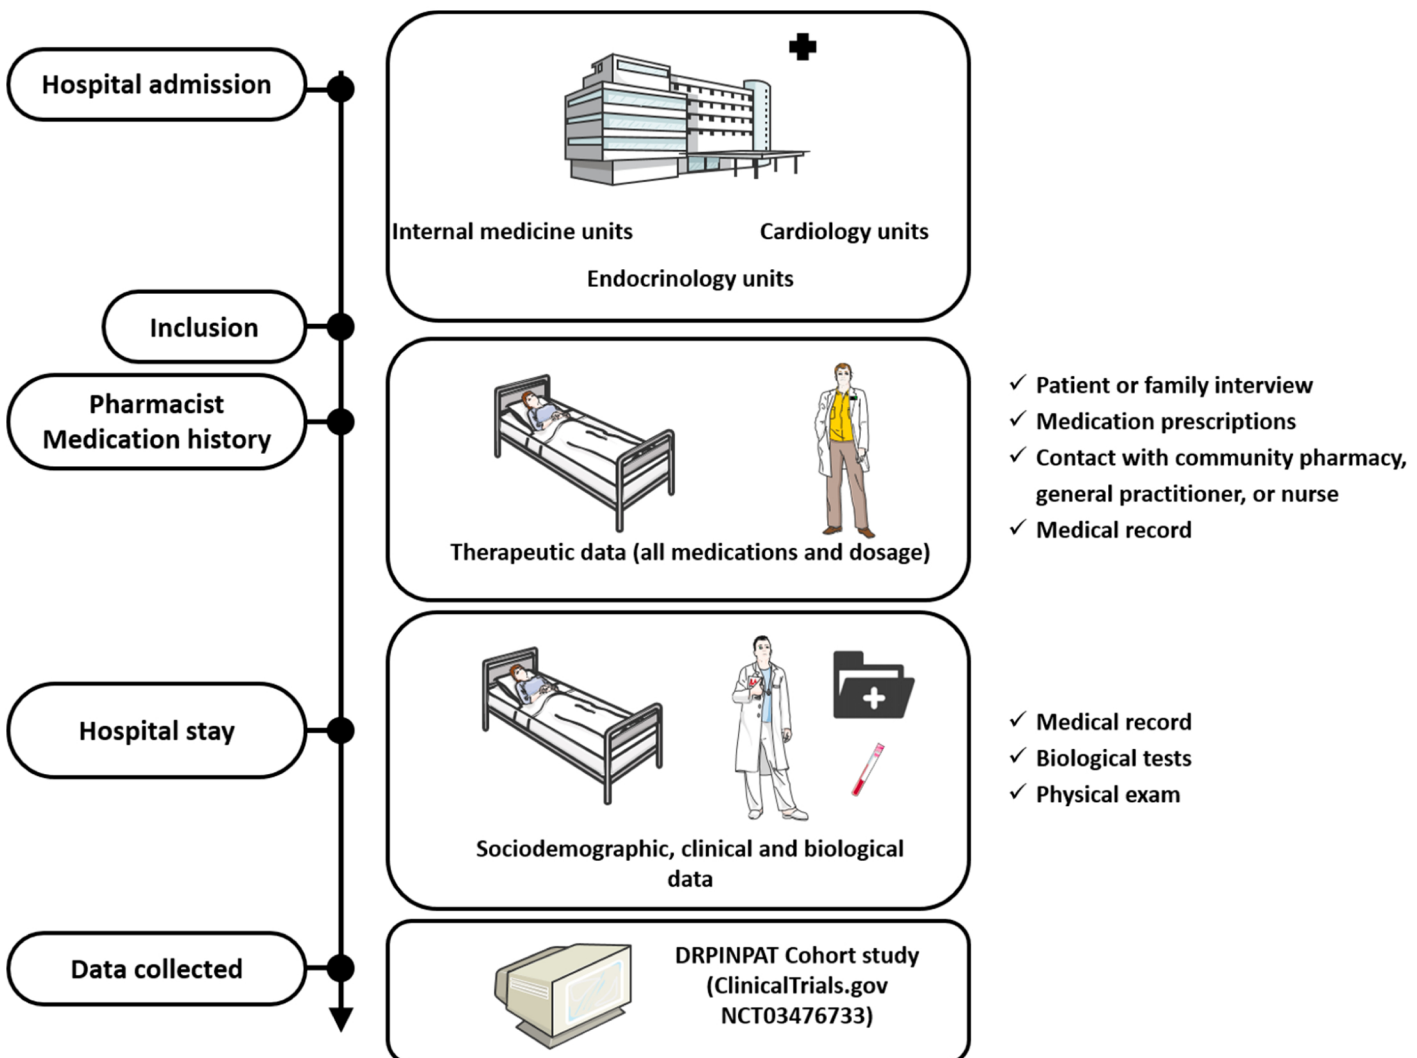 Hospital admission
Internal medicine units
Cardiology units
Endocrinology units
Inclusion
Pharmacist
Medication history
Therapeutic data (all medications and dosage)
✓ Patient or family interview
✓ Medication prescriptions
✓ Contact with community pharmacy,
general practitioner, or nurse
✓ Medical record
Hospital stay
Sociodemographic, clinical and biological
data
✓ Medical record
✓ Biological tests
✓ Physical exam
Data collected
DRPINPAT Cohort study
(ClinicalTrials.gov
NCT03476733)